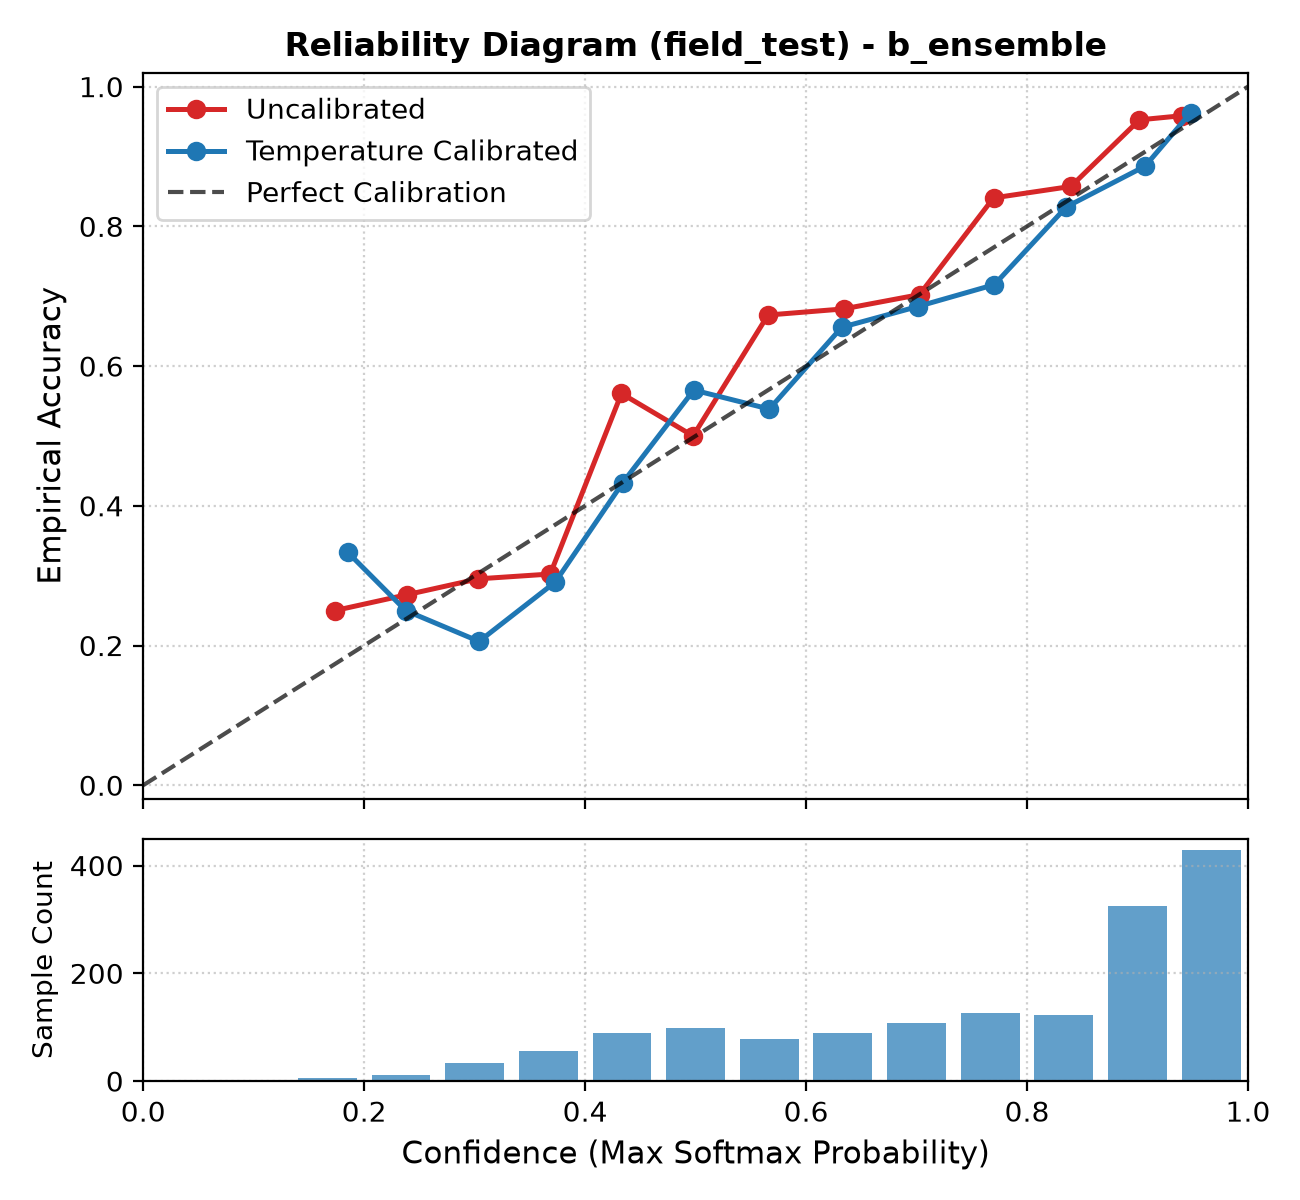 Reliability Diagram (field_test) - b_ensemble
Uncalibrated
Temperature Calibrated
Perfect Calibration
Empirical Accuracy
1.0
0.8
0.6
0.4
0.2
0.0
Sample Count
400
200
0
0.0 0.2 0.4 0.6 0.8 1.0
Confidence (Max Softmax Probability)